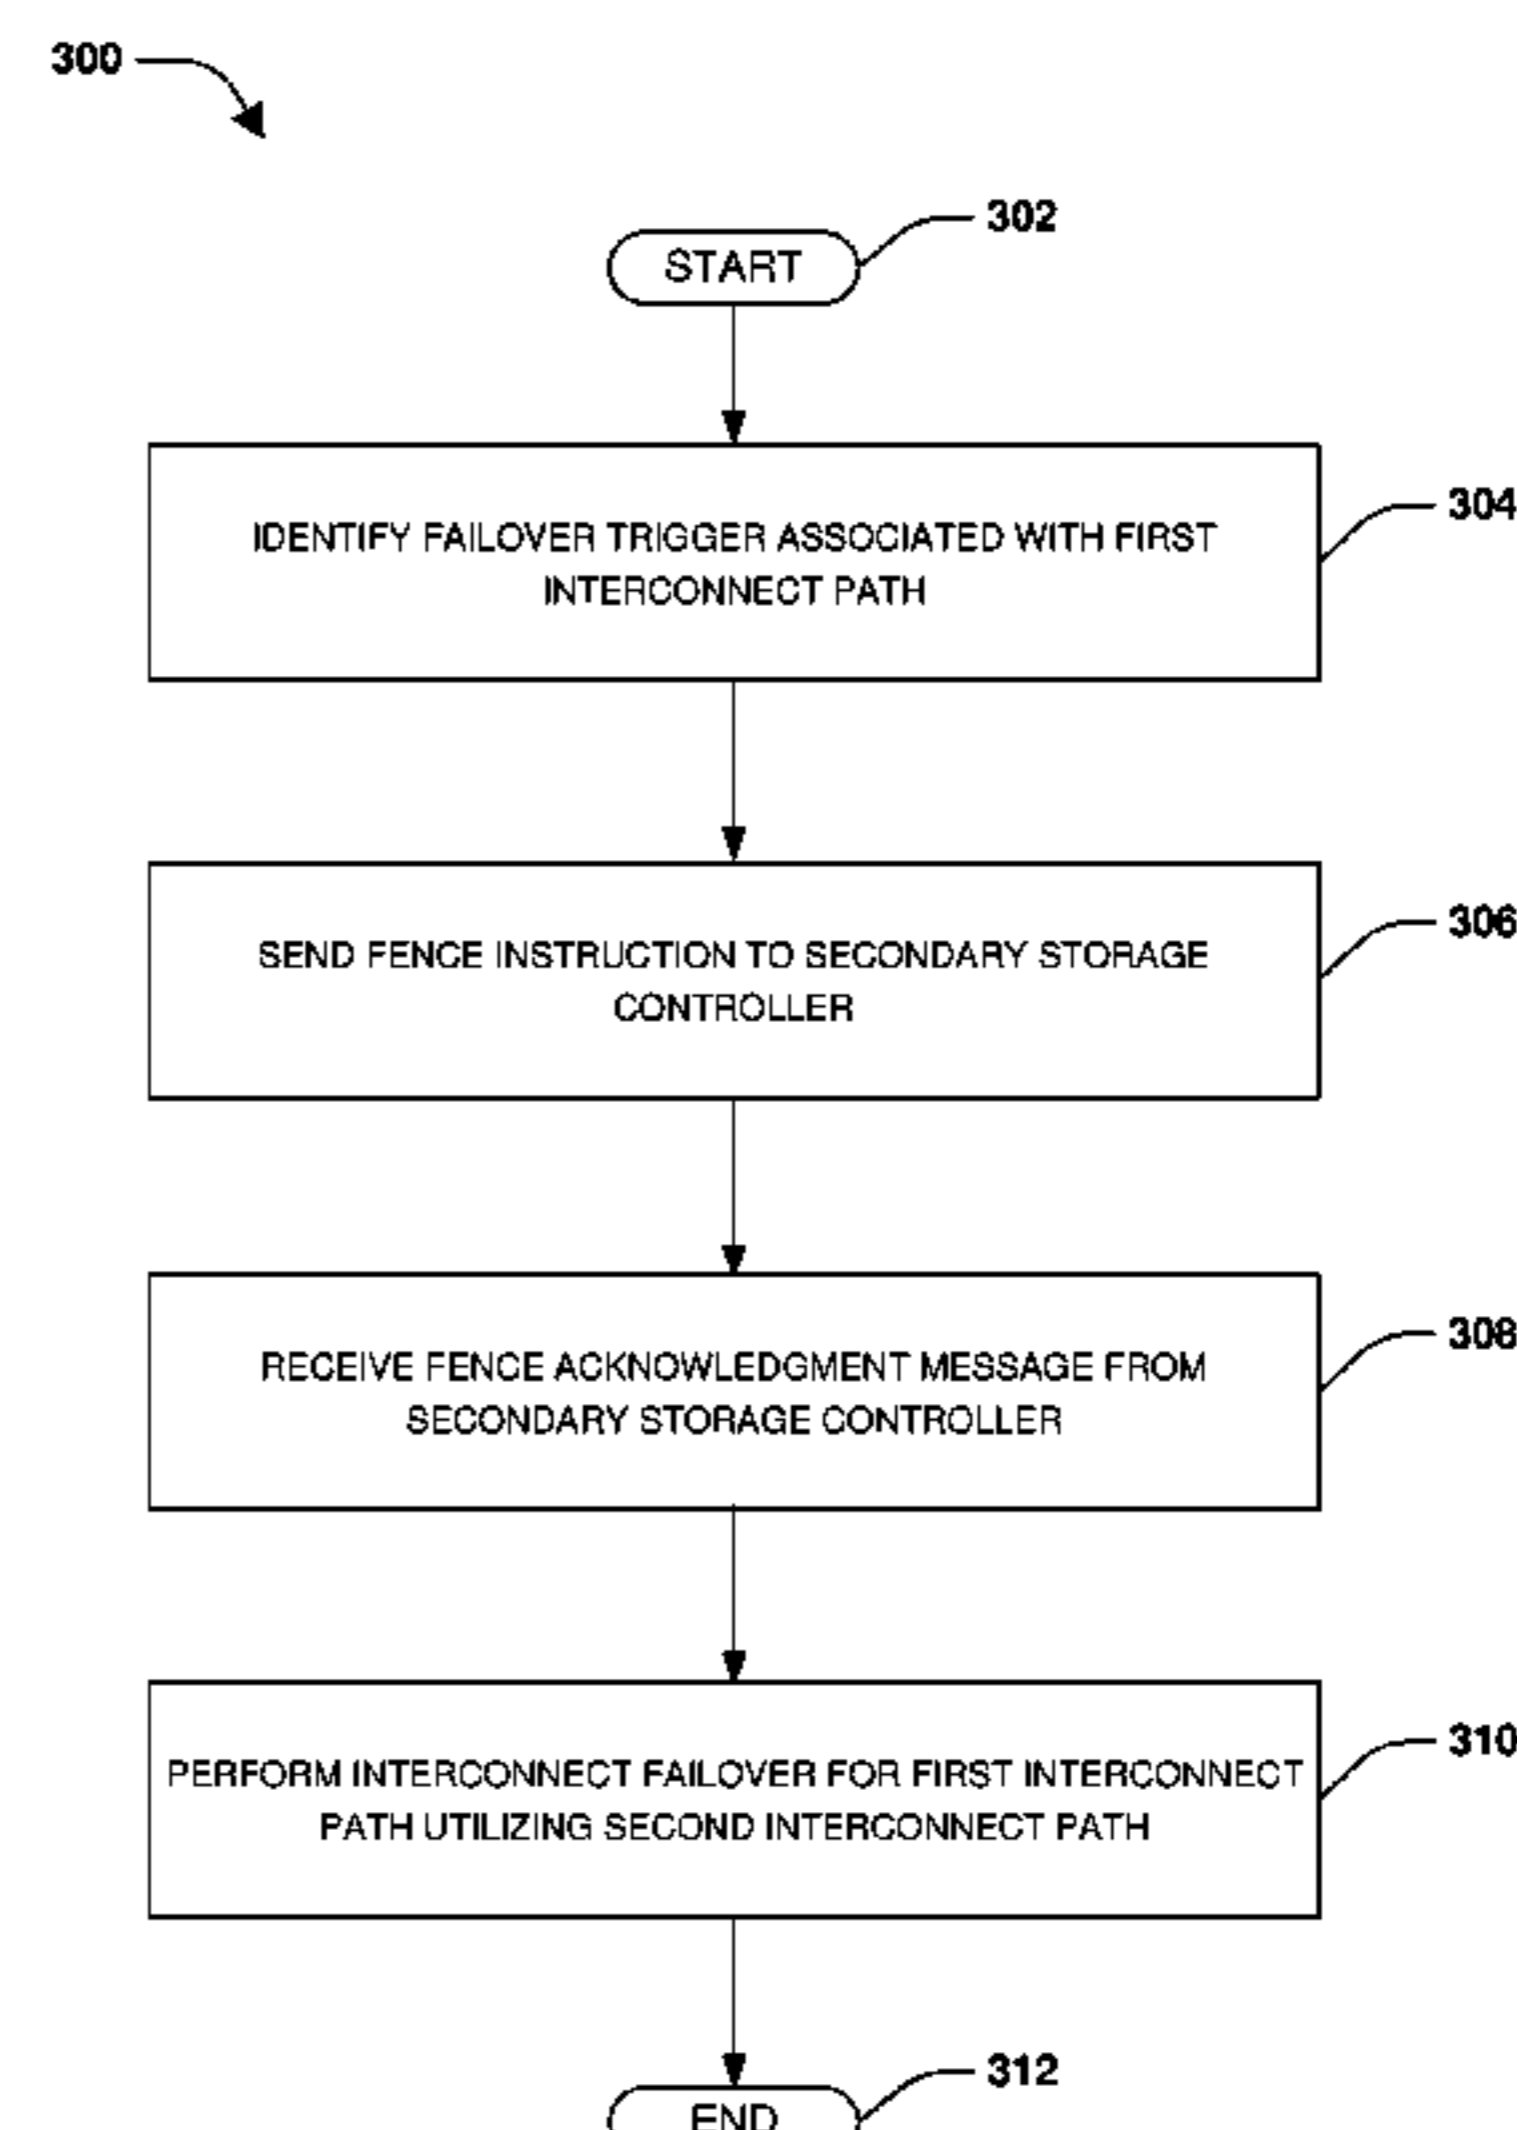 300
302
START
304
IDENTIFY FAILOVER TRIGGER ASSOCIATED WITH FIRST
INTERCONNECT PATH
306
SEND FENCE INSTRUCTION TO SECONDARY STORAGE
CONTROLLER
308
RECEIVE FENCE ACKNOWLEDGMENT MESSAGE FROM
SECONDARY STORAGE CONTROLLER
310
PERFORM INTERCONNECT FAILOVER FOR FIRST INTERCONNECT
PATH UTILIZING SECOND INTERCONNECT PATH
312
END